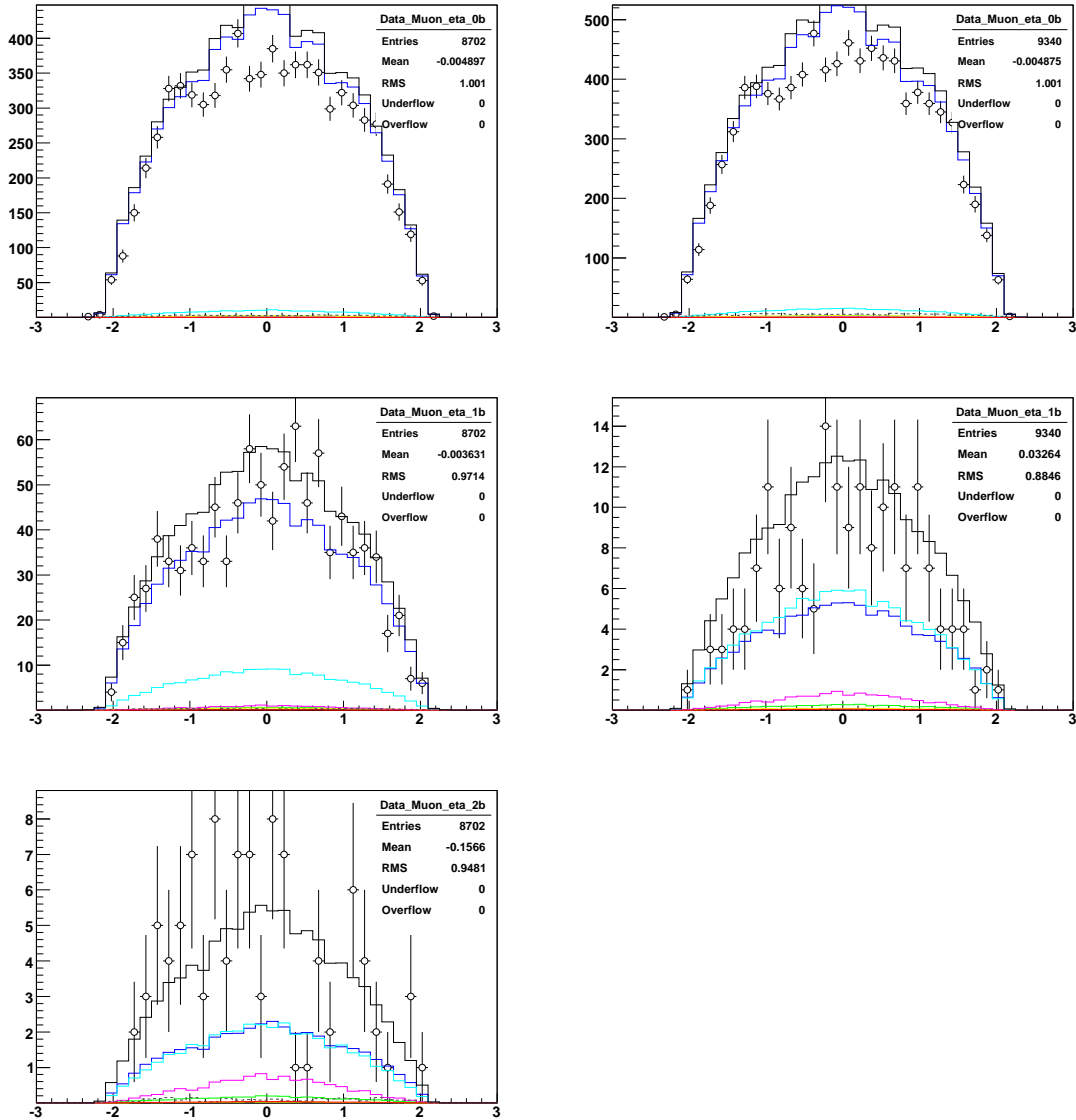 Data_Muon_eta_0b
Entries 8702
Mean -0.004897
RMS 1.001
Underflow 0
Overflow 0
400
350
300
250
200
150
100
50
-3 -2 -1 0 1 2 3
Data_Muon_eta_0b
Entries 9340
Mean -0.004875
RMS 1.001
Underflow 0
Overflow 0
500
400
300
200
100
-3 -2 -1 0 1 2 3
Data_Muon_eta_1b
Entries 8702
Mean -0.003631
RMS 0.9714
Underflow 0
Overflow 0
60
50
40
30
20
10
-3 -2 -1 0 1 2 3
Data_Muon_eta_1b
Entries 9340
Mean 0.03264
RMS 0.8846
Underflow 0
Overflow 0
14
12
10
8
6
4
2
-3 -2 -1 0 1 2 3
Data_Muon_eta_2b
Entries 8702
Mean -0.1566
RMS 0.9481
Underflow 0
Overflow 0
8
7
6
5
4
3
2
1
-3 -2 -1 0 1 2 3